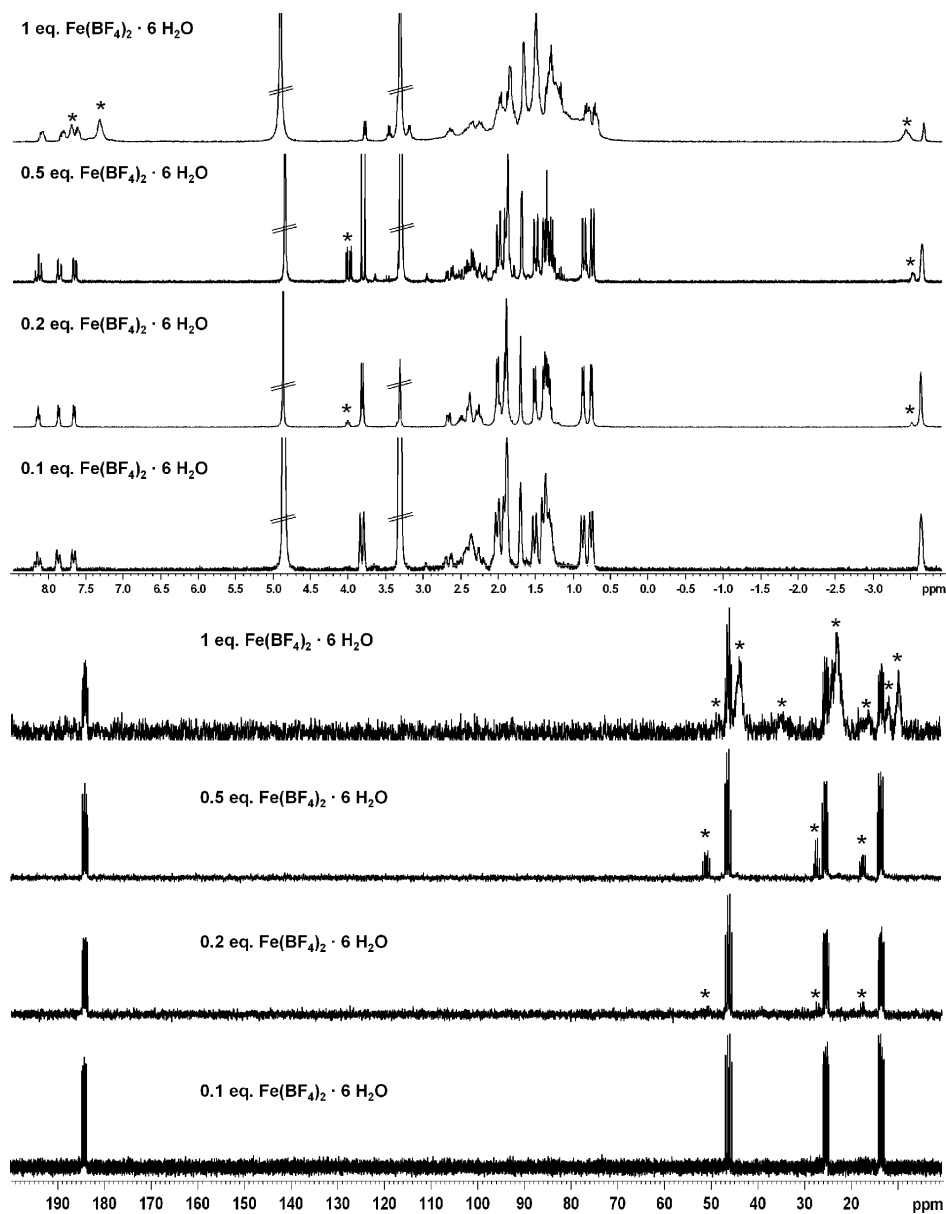 1 eq. Fe(BF₄)₂ · 6 H₂O
*
*
*
0.5 eq. Fe(BF₄)₂ · 6 H₂O
*
*
0.2 eq. Fe(BF₄)₂ · 6 H₂O
*
*
0.1 eq. Fe(BF₄)₂ · 6 H₂O
8.0 7.5 7.0 6.5 6.0 5.5 5.0 4.5 4.0 3.5 3.0 2.5 2.0 1.5 1.0 0.5 0.0 -0.5 -1.0 -1.5 -2.0 -2.5 -3.0 ppm
1 eq. Fe(BF₄)₂ · 6 H₂O
* * * * * * *
0.5 eq. Fe(BF₄)₂ · 6 H₂O
* * *
0.2 eq. Fe(BF₄)₂ · 6 H₂O
* * *
0.1 eq. Fe(BF₄)₂ · 6 H₂O
190 180 170 160 150 140 130 120 110 100 90 80 70 60 50 40 30 20 ppm